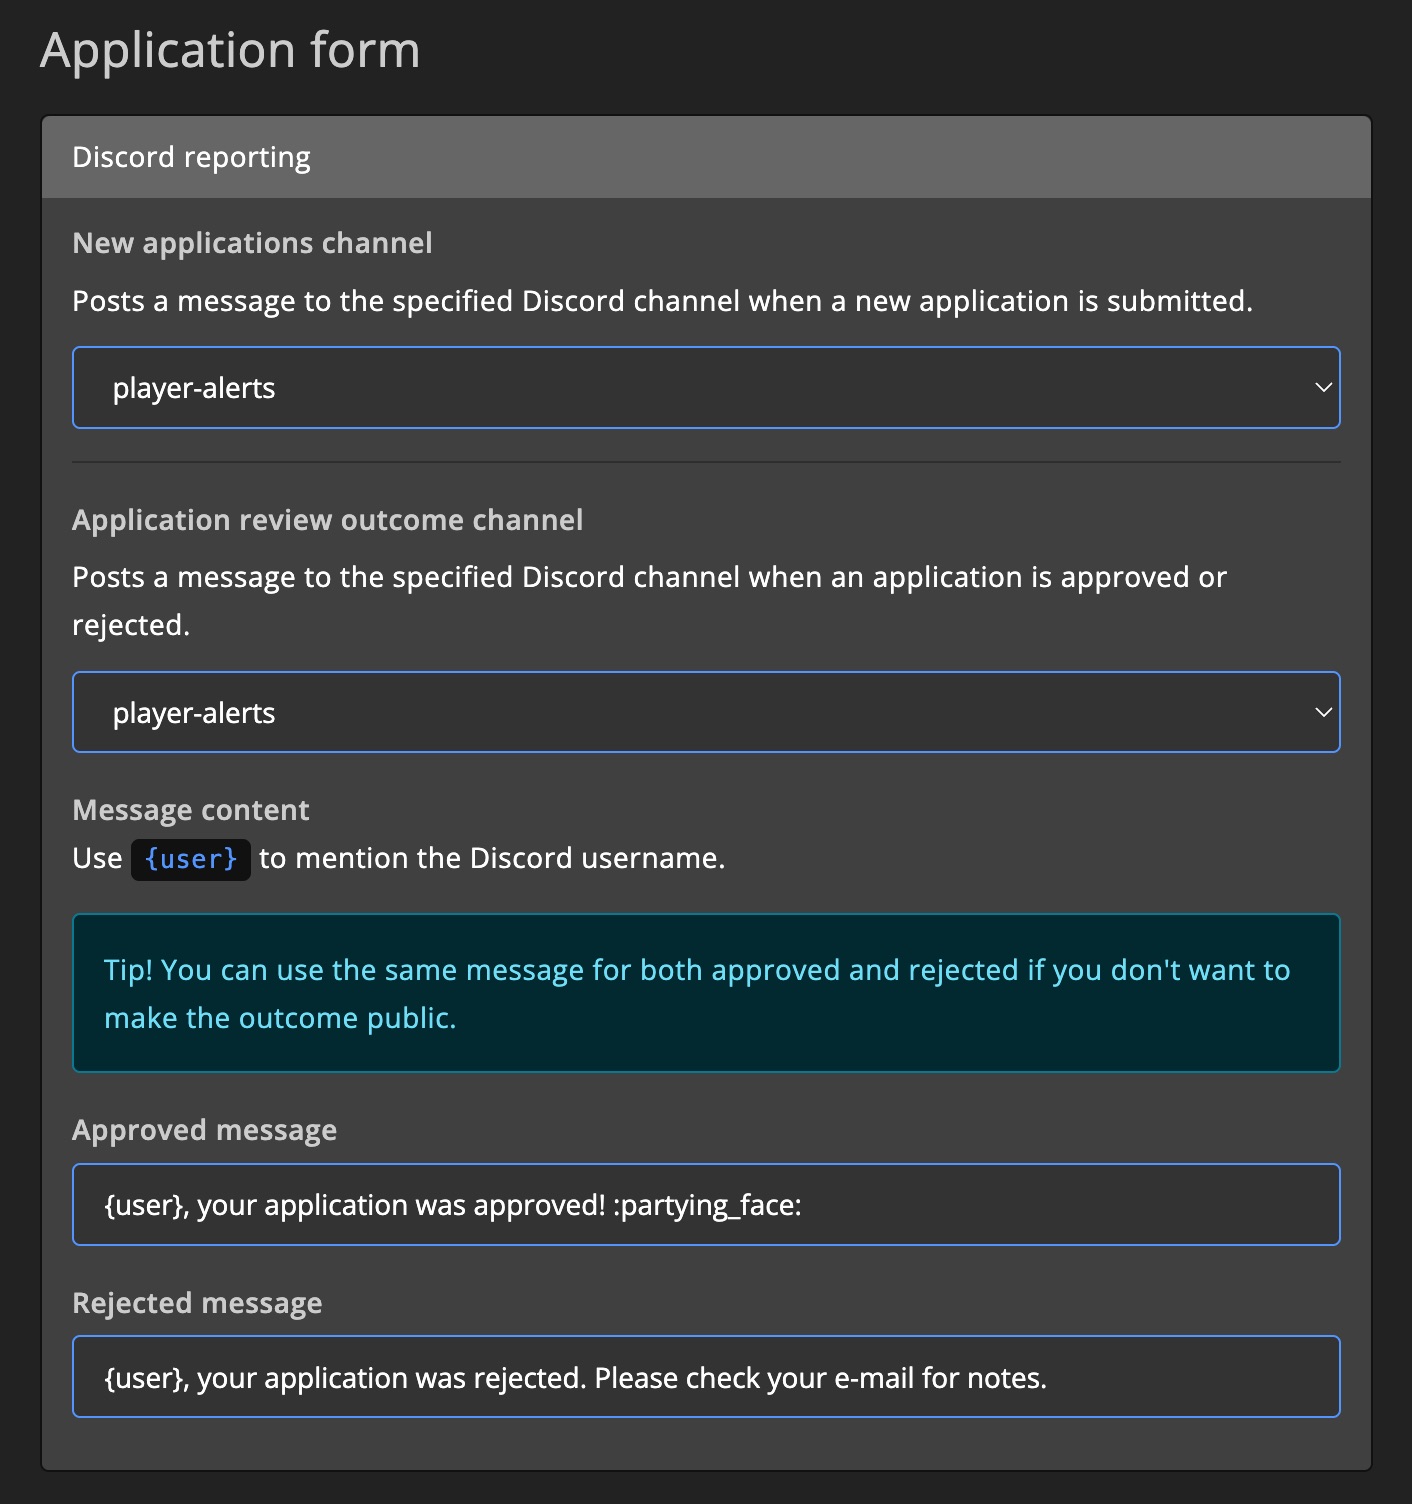 Application form
Discord reporting
New applications channel
Posts a message to the specified Discord channel when a new application is submitted.
player-alerts
Application review outcome channel
Posts a message to the specified Discord channel when an application is approved or
rejected.
player-alerts
Message content
Use {user} to mention the Discord username.
Tip! You can use the same message for both approved and rejected if you don't want to
make the outcome public.
Approved message
{user}, your application was approved! :partying_face:
Rejected message
{user}, your application was rejected. Please check your e-mail for notes.